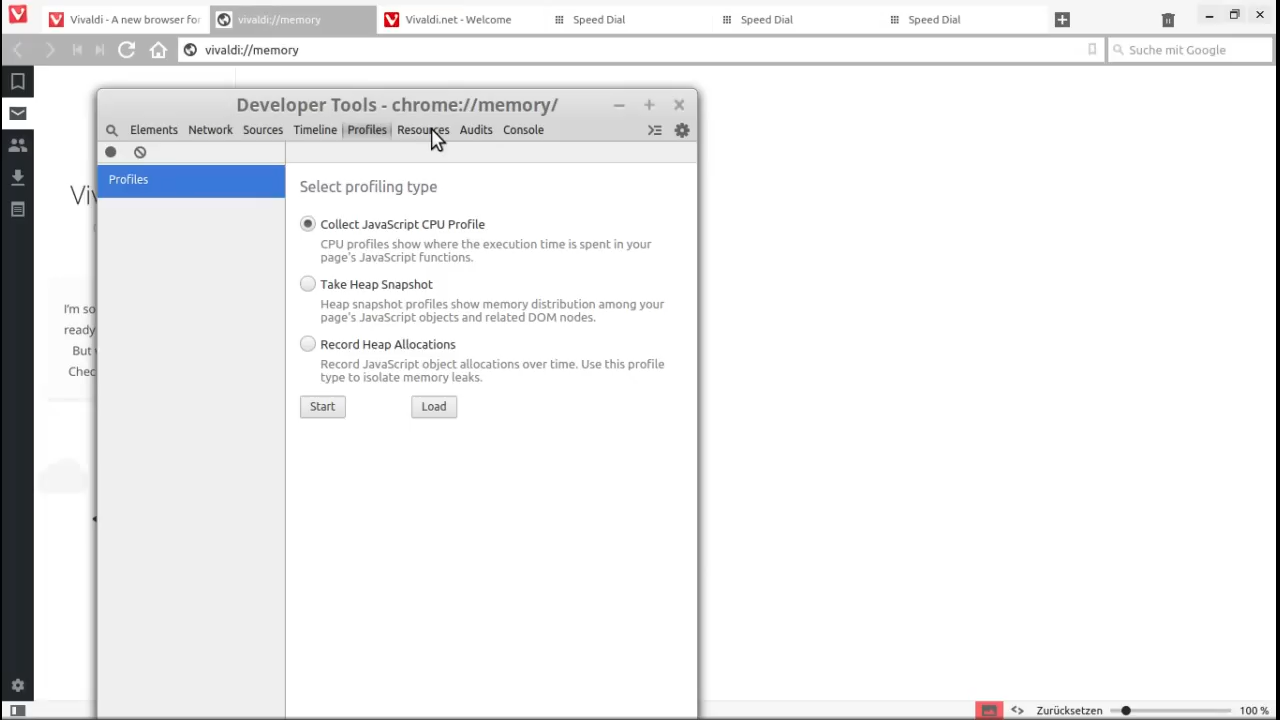 Vivaldi - A new browser for
vivaldi://memory
Vivaldi.net - Welcome
Speed Dial
Speed Dial
Speed Dial
vivaldi://memory
Suche mit Google
Developer Tools - chrome://memory/
Elements Network Sources Timeline Profiles Resources Audits Console
Profiles
Select profiling type
Collect JavaScript CPU Profile
CPU profiles show where the execution time is spent in your
page's JavaScript functions.
Take Heap Snapshot
Heap snapshot profiles show memory distribution among your
page's JavaScript objects and related DOM nodes.
Record Heap Allocations
Record JavaScript object allocations over time. Use this profile
type to isolate memory leaks.
Start Load
Viv
I'm so
ready
But
Chec
Zurücksetzen 100 %